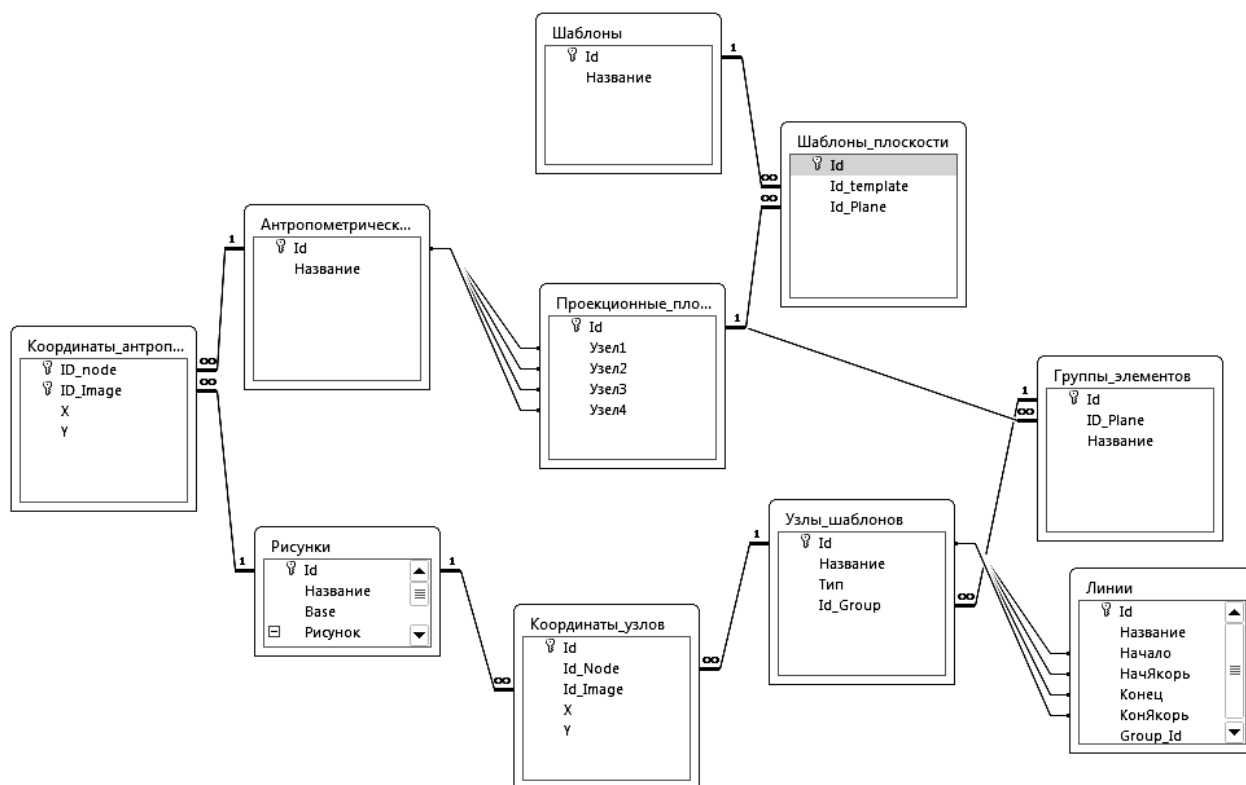 Шаблоны
Id
Название
1
Шаблоны_плоскости
Id
Id_template
Id_Plane
∞
∞
Антропометрическ...
Id
Название
1
Проекционные_пло...
Id
Узел1
Узел2
Узел3
Узел4
1
Координаты_антроп...
ID_node
ID_Image
X
Y
∞
∞
Группы_элементов
Id
ID_Plane
Название
1
∞
Рисунки
Id
Название
Base
Рисунок
1
1
Узлы_шаблонов
Id
Название
Тип
Id_Group
1
∞
Линии
Id
Название
Начало
НачЯкорь
Конец
КонЯкорь
Group_Id
Координаты_узлов
Id
Id_Node
Id_Image
X
Y
∞
∞